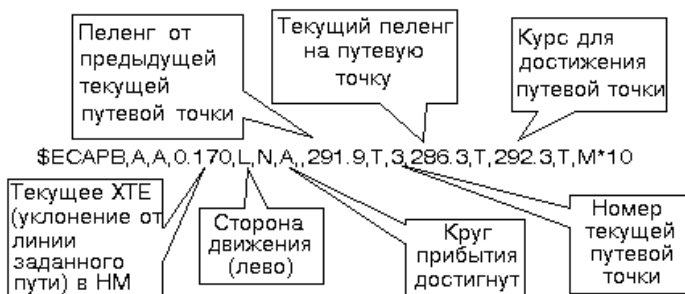 Пеленг от
предыдущей
текущей
путевой точки
Текущий пеленг
на путевую
точку
Курс для
достижения
путевой точки
$ECAPB,A,A,0.170,L,N,A,,291.9,T,3,286.3,T,292.3,T,M*10
Текущее XTE
(уклонение от
линии
заданного
пути) в НМ
Сторона
движения
(лево)
Круг
прибытия
достигнут
Номер
текущей
путевой
точки